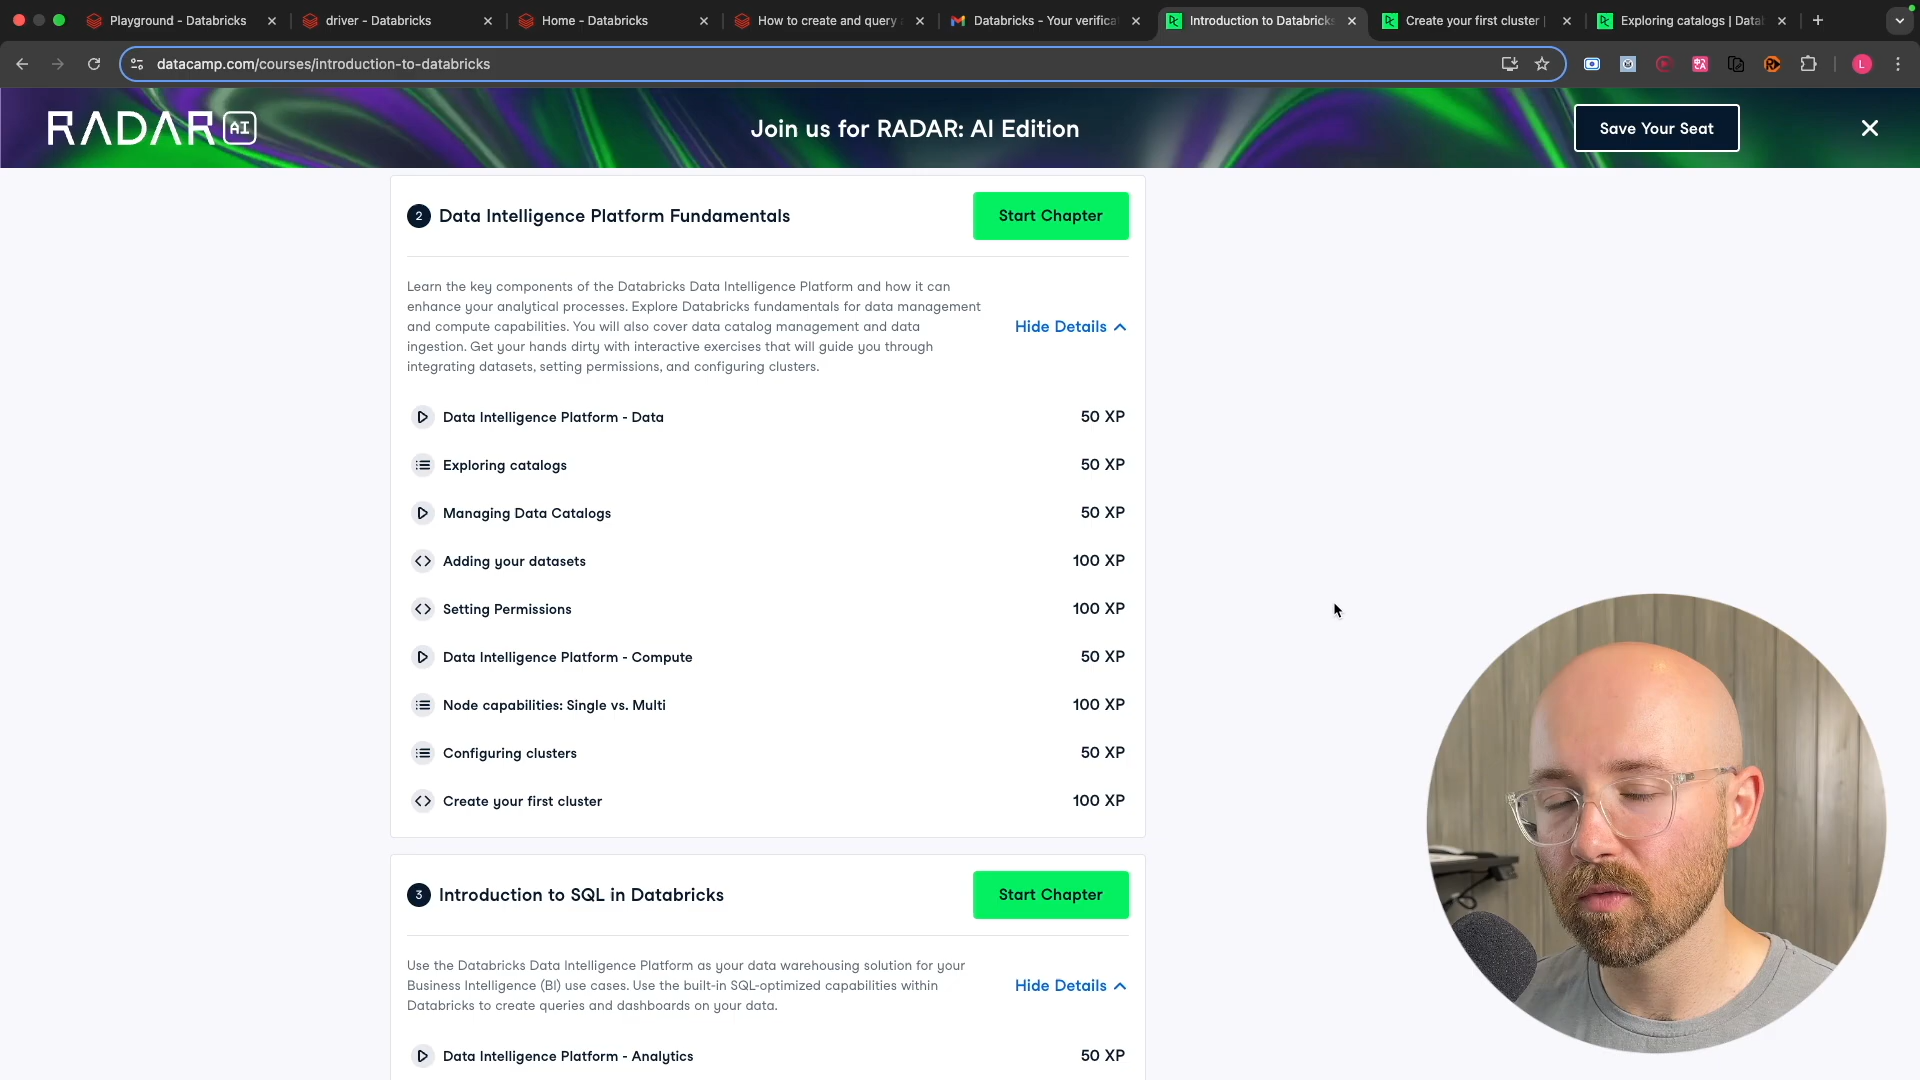 Playground - Databricks
driver - Databricks
Home - Databricks
How to create and query
Databricks - Your verifica
Introduction to Databricks
Create your first cluster |
Exploring catalogs | Data
datacamp.com/courses/introduction-to-databricks
L
RADAR AI
Join us for RADAR: AI Edition
Save Your Seat
2 Data Intelligence Platform Fundamentals
Start Chapter
Learn the key components of the Databricks Data Intelligence Platform and how it can
enhance your analytical processes. Explore Databricks fundamentals for data management
and compute capabilities. You will also cover data catalog management and data
ingestion. Get your hands dirty with interactive exercises that will guide you through
integrating datasets, setting permissions, and configuring clusters.
Hide Details
Data Intelligence Platform - Data 50 XP
Exploring catalogs 50 XP
Managing Data Catalogs 50 XP
Adding your datasets 100 XP
Setting Permissions 100 XP
Data Intelligence Platform - Compute 50 XP
Node capabilities: Single vs. Multi 100 XP
Configuring clusters 50 XP
Create your first cluster 100 XP
3 Introduction to SQL in Databricks
Start Chapter
Use the Databricks Data Intelligence Platform as your data warehousing solution for your
Business Intelligence (BI) use cases. Use the built-in SQL-optimized capabilities within
Databricks to create queries and dashboards on your data.
Hide Details
Data Intelligence Platform - Analytics 50 XP